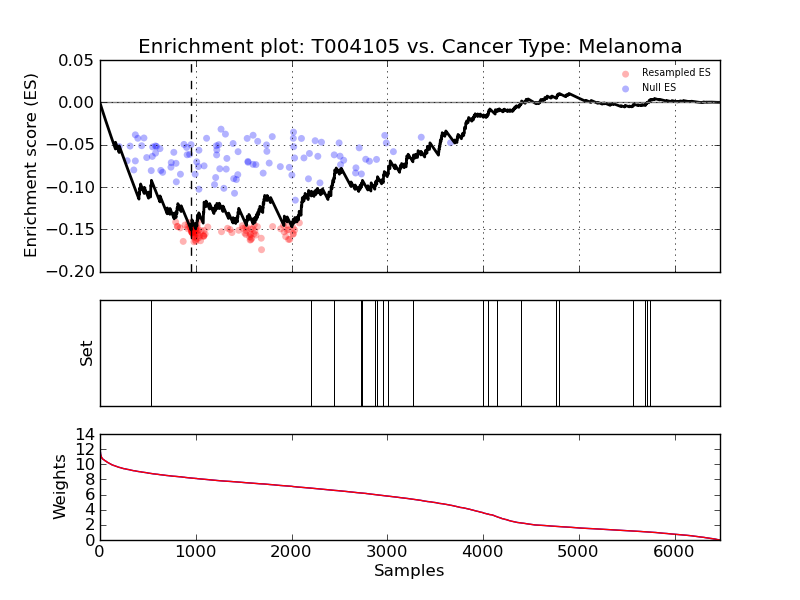 Enrichment plot: T004105 vs. Cancer Type: Melanoma
Enrichment score (ES)
0.05
0.00
−0.05
−0.10
−0.15
−0.20
Resampled ES
Null ES
Set
Weights
14
12
10
8
6
4
2
0
0 1000 2000 3000 4000 5000 6000
Samples